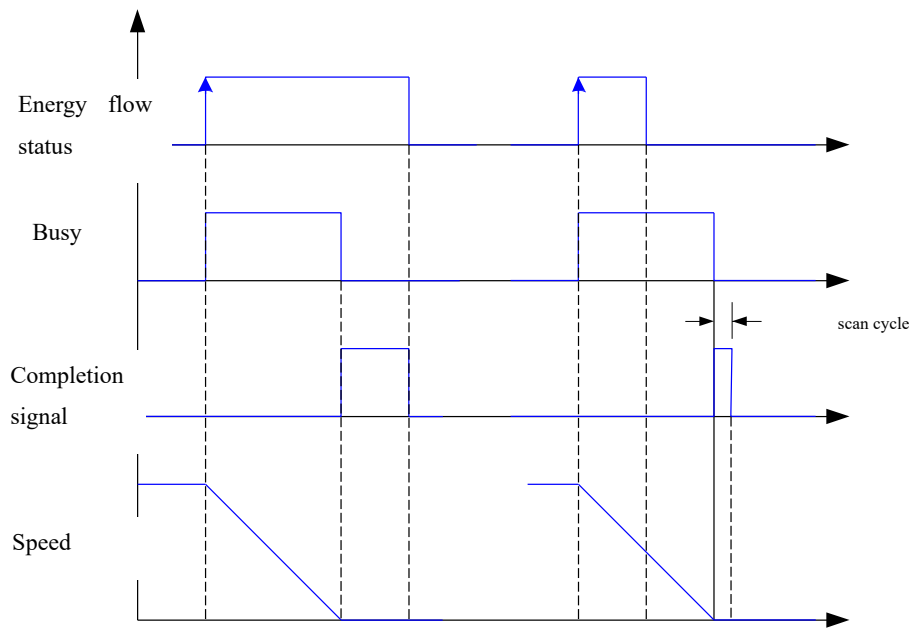 Energy flow
status
Busy
scan cycle
Completion
signal
Speed